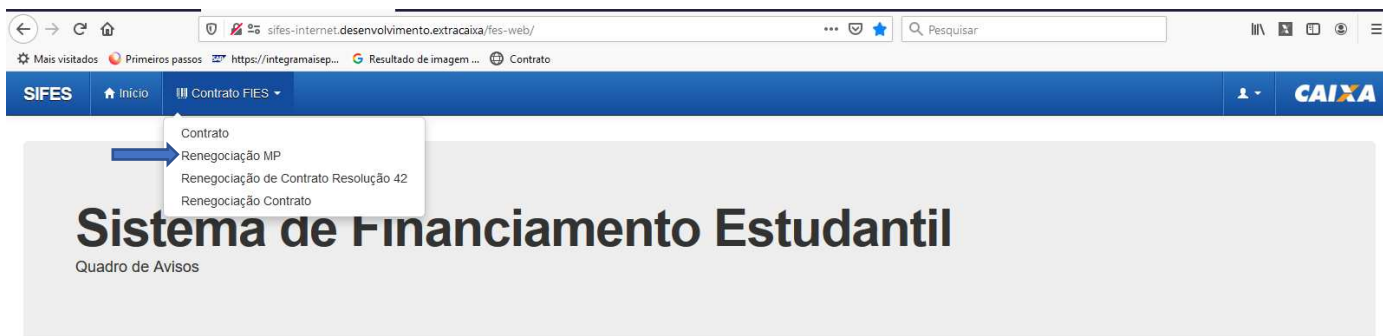 sifes-internet.desenvolvimento.extracaixa/fes-web/
Pesquisar
Mais visitados Primeiros passos https://integramaisep... Resultado de imagem ... Contrato
SIFES Início Contrato FIES CAIXA
Contrato
Renegociação MP
Renegociação de Contrato Resolução 42
Renegociação Contrato
Sistema de Financiamento Estudantil
Quadro de Avisos